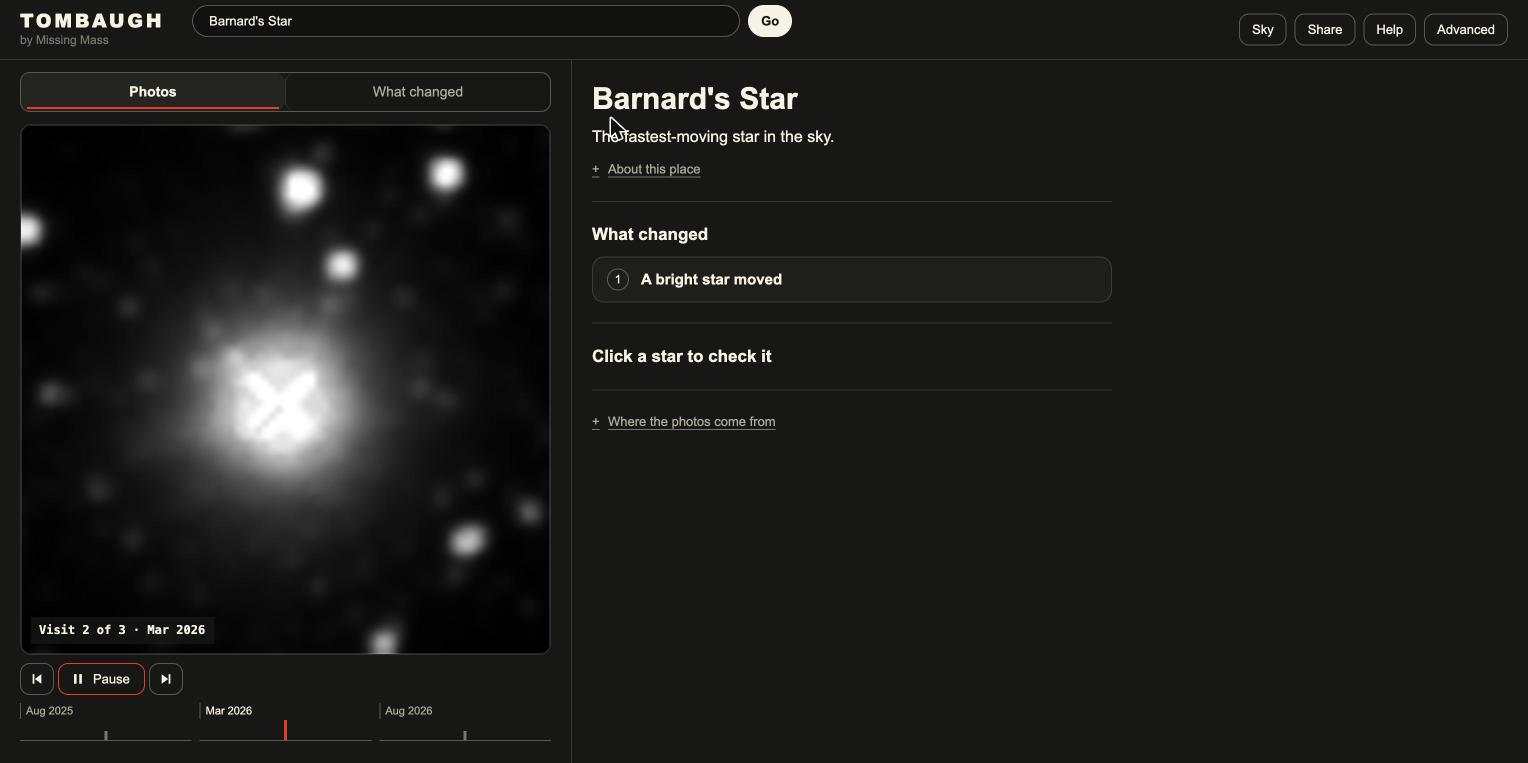 TOMBAUGH
by Missing Mass
Barnard's Star
Go
Sky
Share
Help
Advanced
Photos
What changed
Visit 2 of 3 · Mar 2026
Pause
Aug 2025
Mar 2026
Aug 2026
Barnard's Star
The fastest-moving star in the sky.
+ About this place
What changed
1 A bright star moved
Click a star to check it
+ Where the photos come from